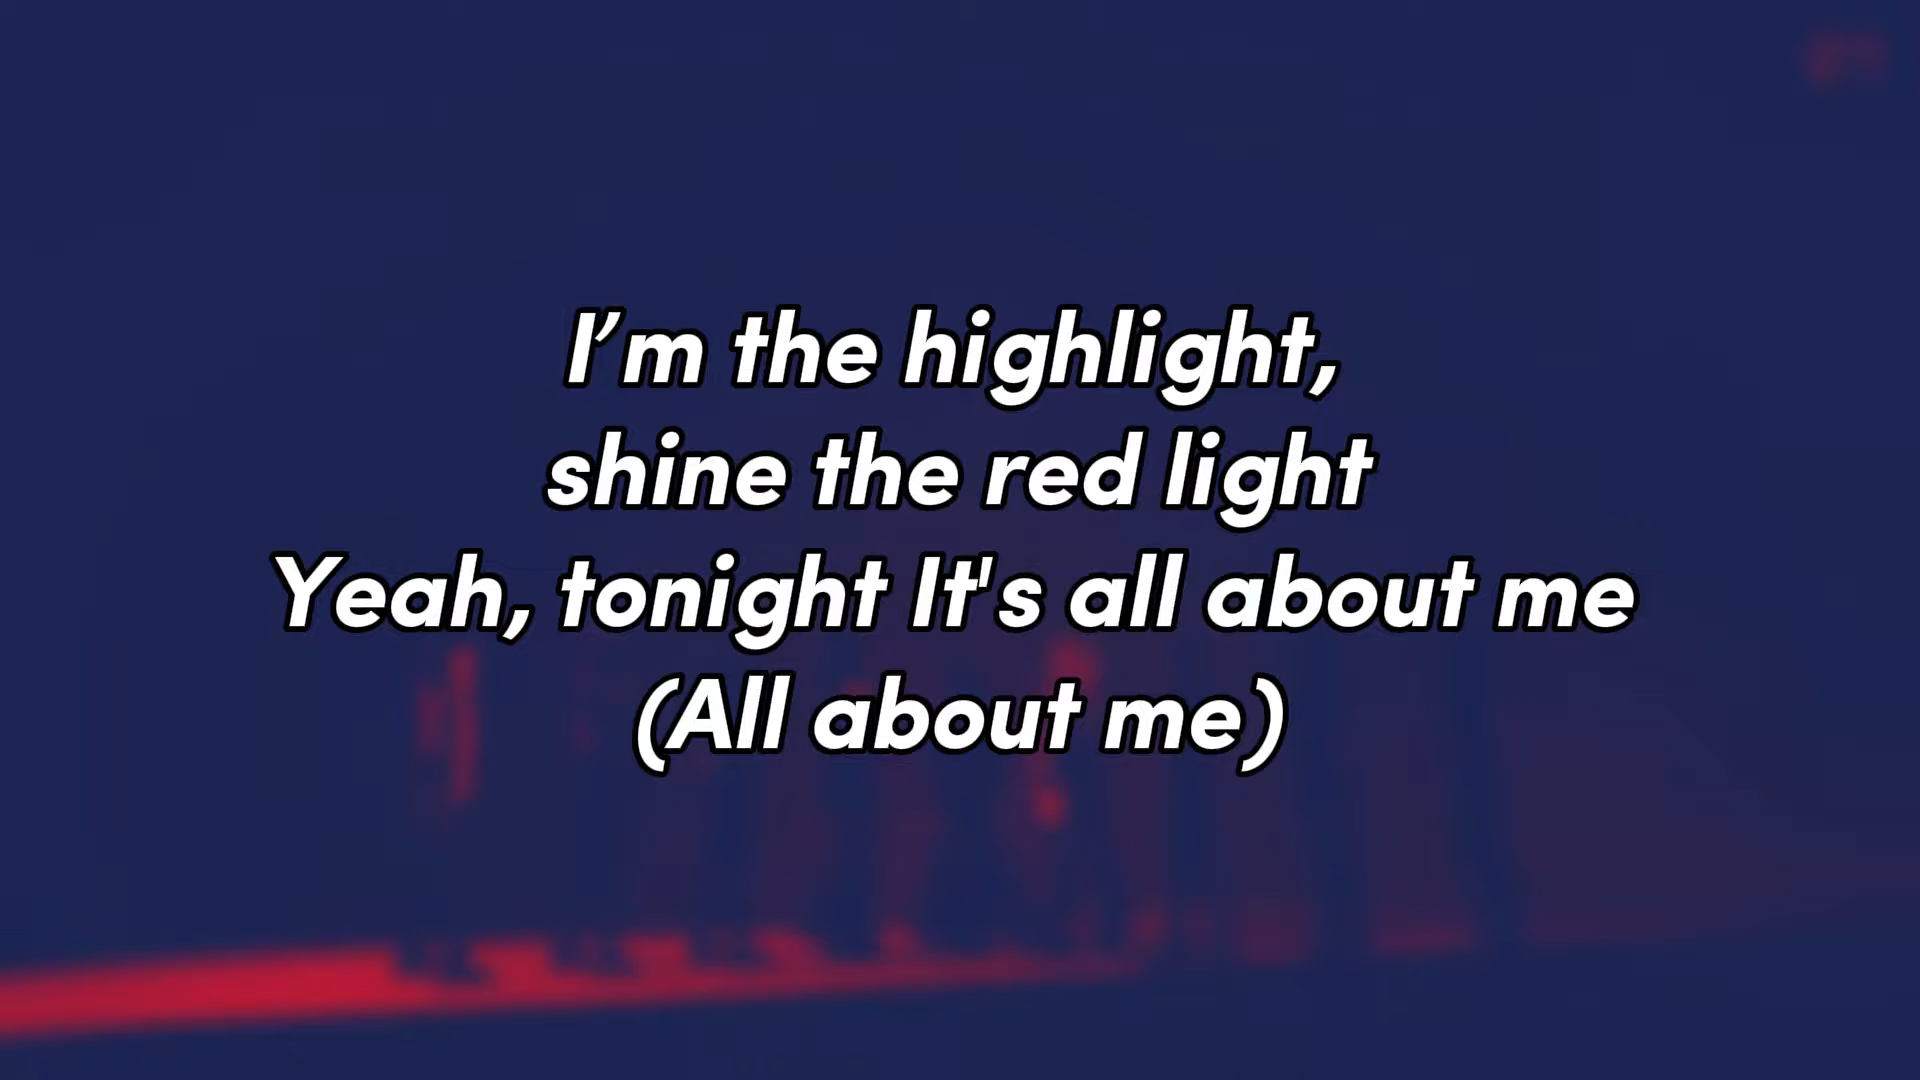 I’m the highlight,
shine the red light
Yeah, tonight It's all about me
(All about me)